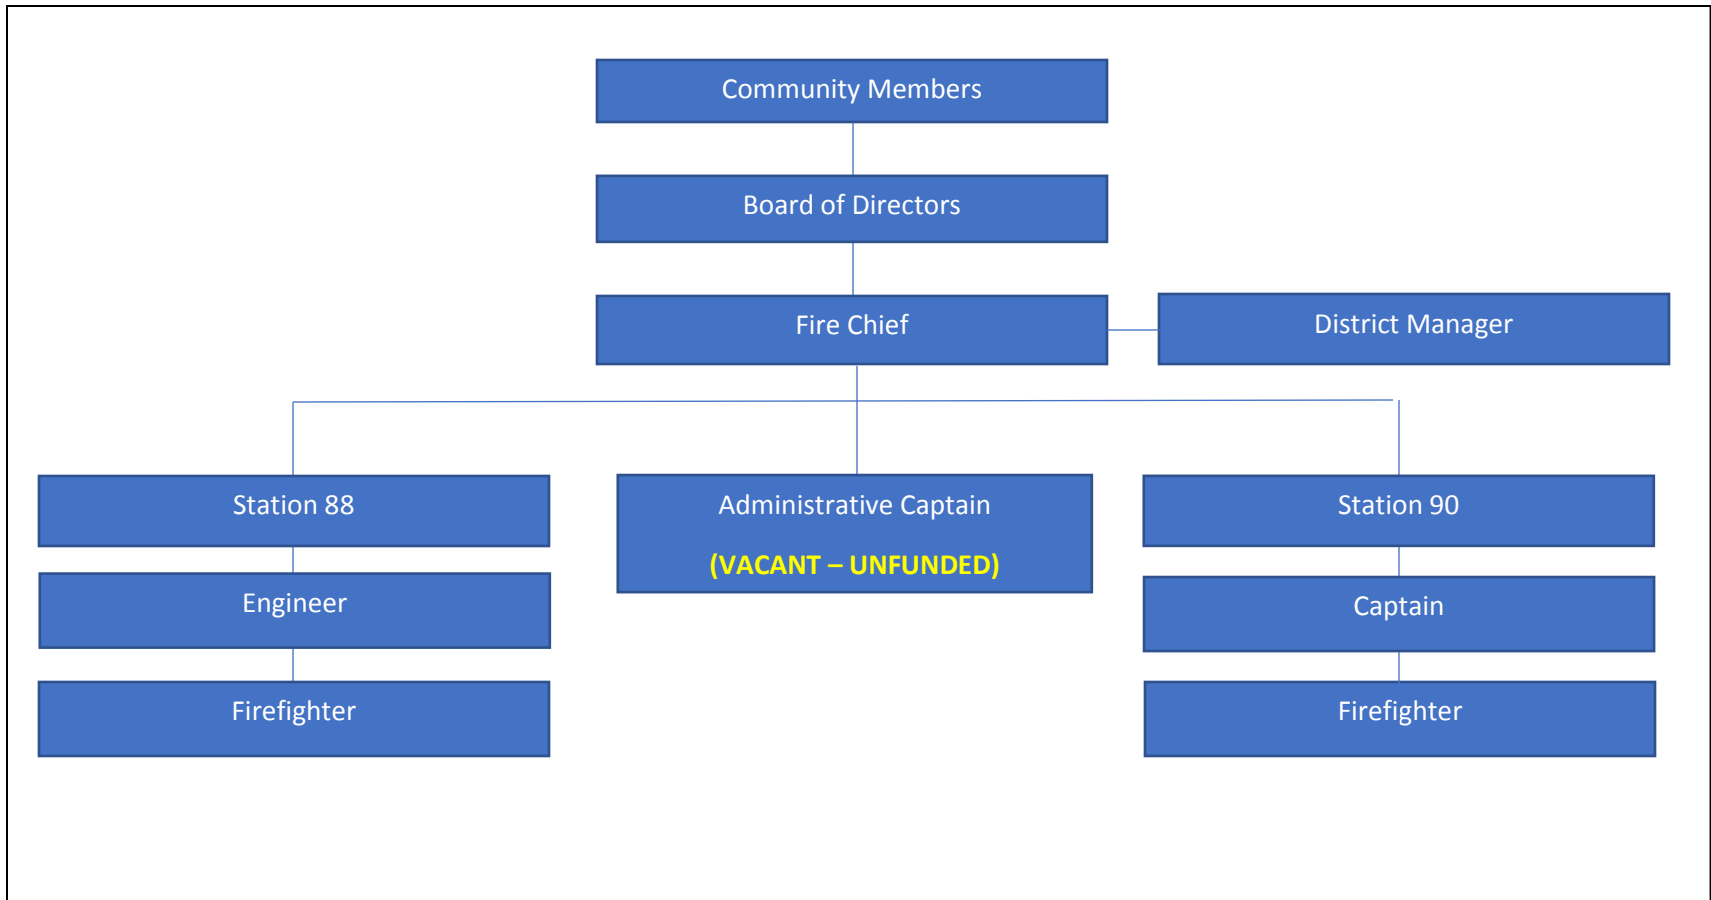 Community Members
Board of Directors
Fire Chief
District Manager
Station 88
Administrative Captain
(VACANT – UNFUNDED)
Station 90
Engineer
Captain
Firefighter
Firefighter